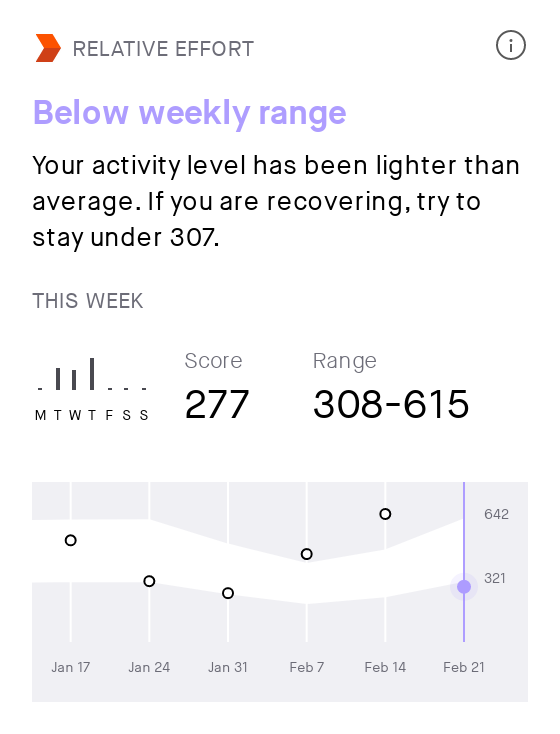 RELATIVE EFFORT
Below weekly range
Your activity level has been lighter than
average. If you are recovering, try to
stay under 307.
THIS WEEK
Score
Range
277
308-615
M T W T F S S
642
321
Jan 17
Jan 24
Jan 31
Feb 7
Feb 14
Feb 21